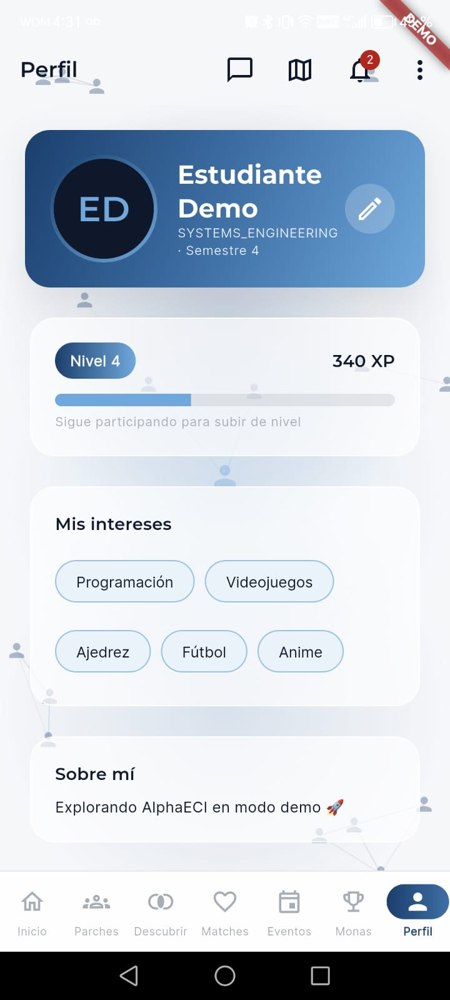 WOM 4:31
DEMO
Perfil
2
ED
Estudiante
Demo
SYSTEMS_ENGINEERING
· Semestre 4
Nivel 4
340 XP
Sigue participando para subir de nivel
Mis intereses
Programación
Videojuegos
Ajedrez
Fútbol
Anime
Sobre mí
Explorando AlphaECI en modo demo 🚀
Inicio
Parches
Descubrir
Matches
Eventos
Monas
Perfil